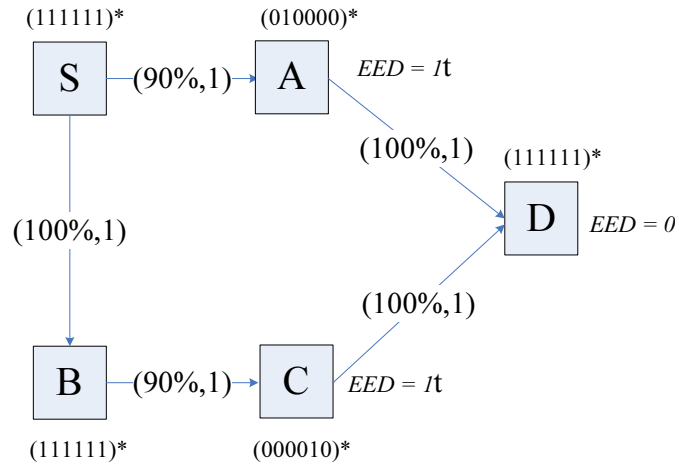 (111111)*
(010000)*
S
(90%,1)
A
EED = 1t
(100%,1)
(111111)*
(100%,1)
D
EED = 0
(100%,1)
B
(90%,1)
C
EED = 1t
(111111)*
(000010)*